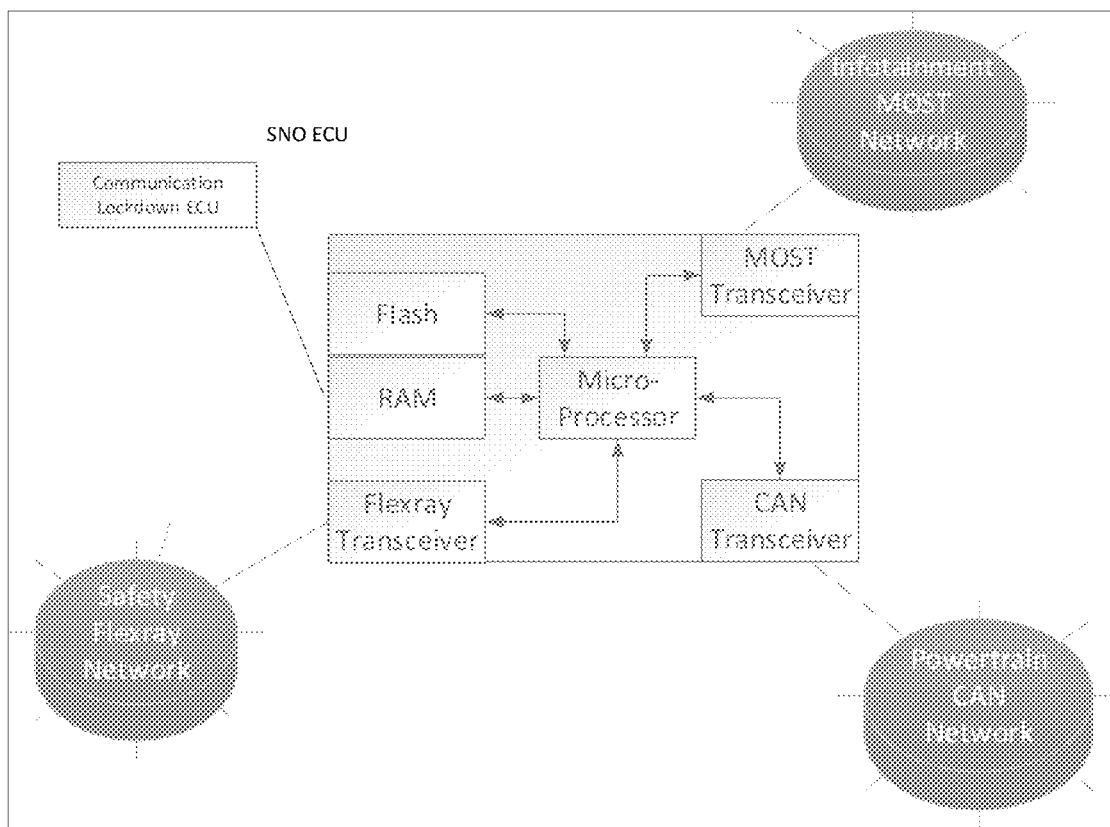 Infotainment
MOST
Network
SNO ECU
Communication
Lockdown ECU
MOST
Transceiver
Flash
RAM
Micro-
Processor
Flexray
Transceiver
CAN
Transceiver
Safety
Flexray
Network
Powertrain
CAN
Network